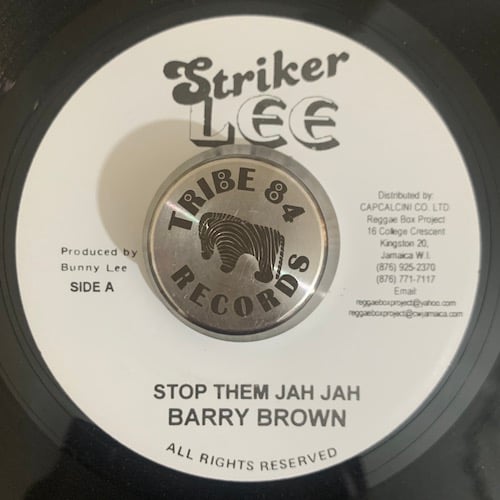 Striker
LEE
TRIBE 84
RECORDS
Produced by
Bunny Lee
SIDE A
Distributed by:
CAPCALCINI CO. LTD
Reggae Box Project
16 College Crescent
Kingston 20,
Jamaica W.I.
(876) 925-2370
(876) 771-7117
Email:
reggaeboxproject@yahoo.com
reggaeboxproject@cwjamaica.com
STOP THEM JAH JAH
BARRY BROWN
ALL RIGHTS RESERVED